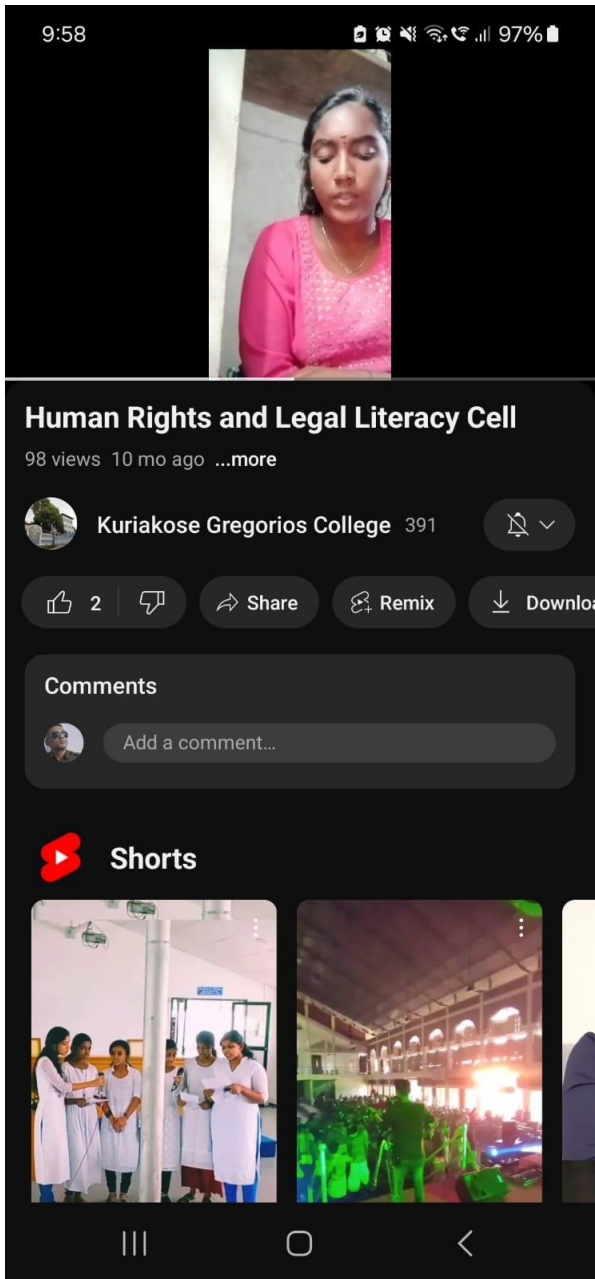 9:58 97%
Human Rights and Legal Literacy Cell
98 views 10 mo ago ...more
Kuriakose Gregorios College 391
2 Share Remix Downloa
Comments
Add a comment...
Shorts